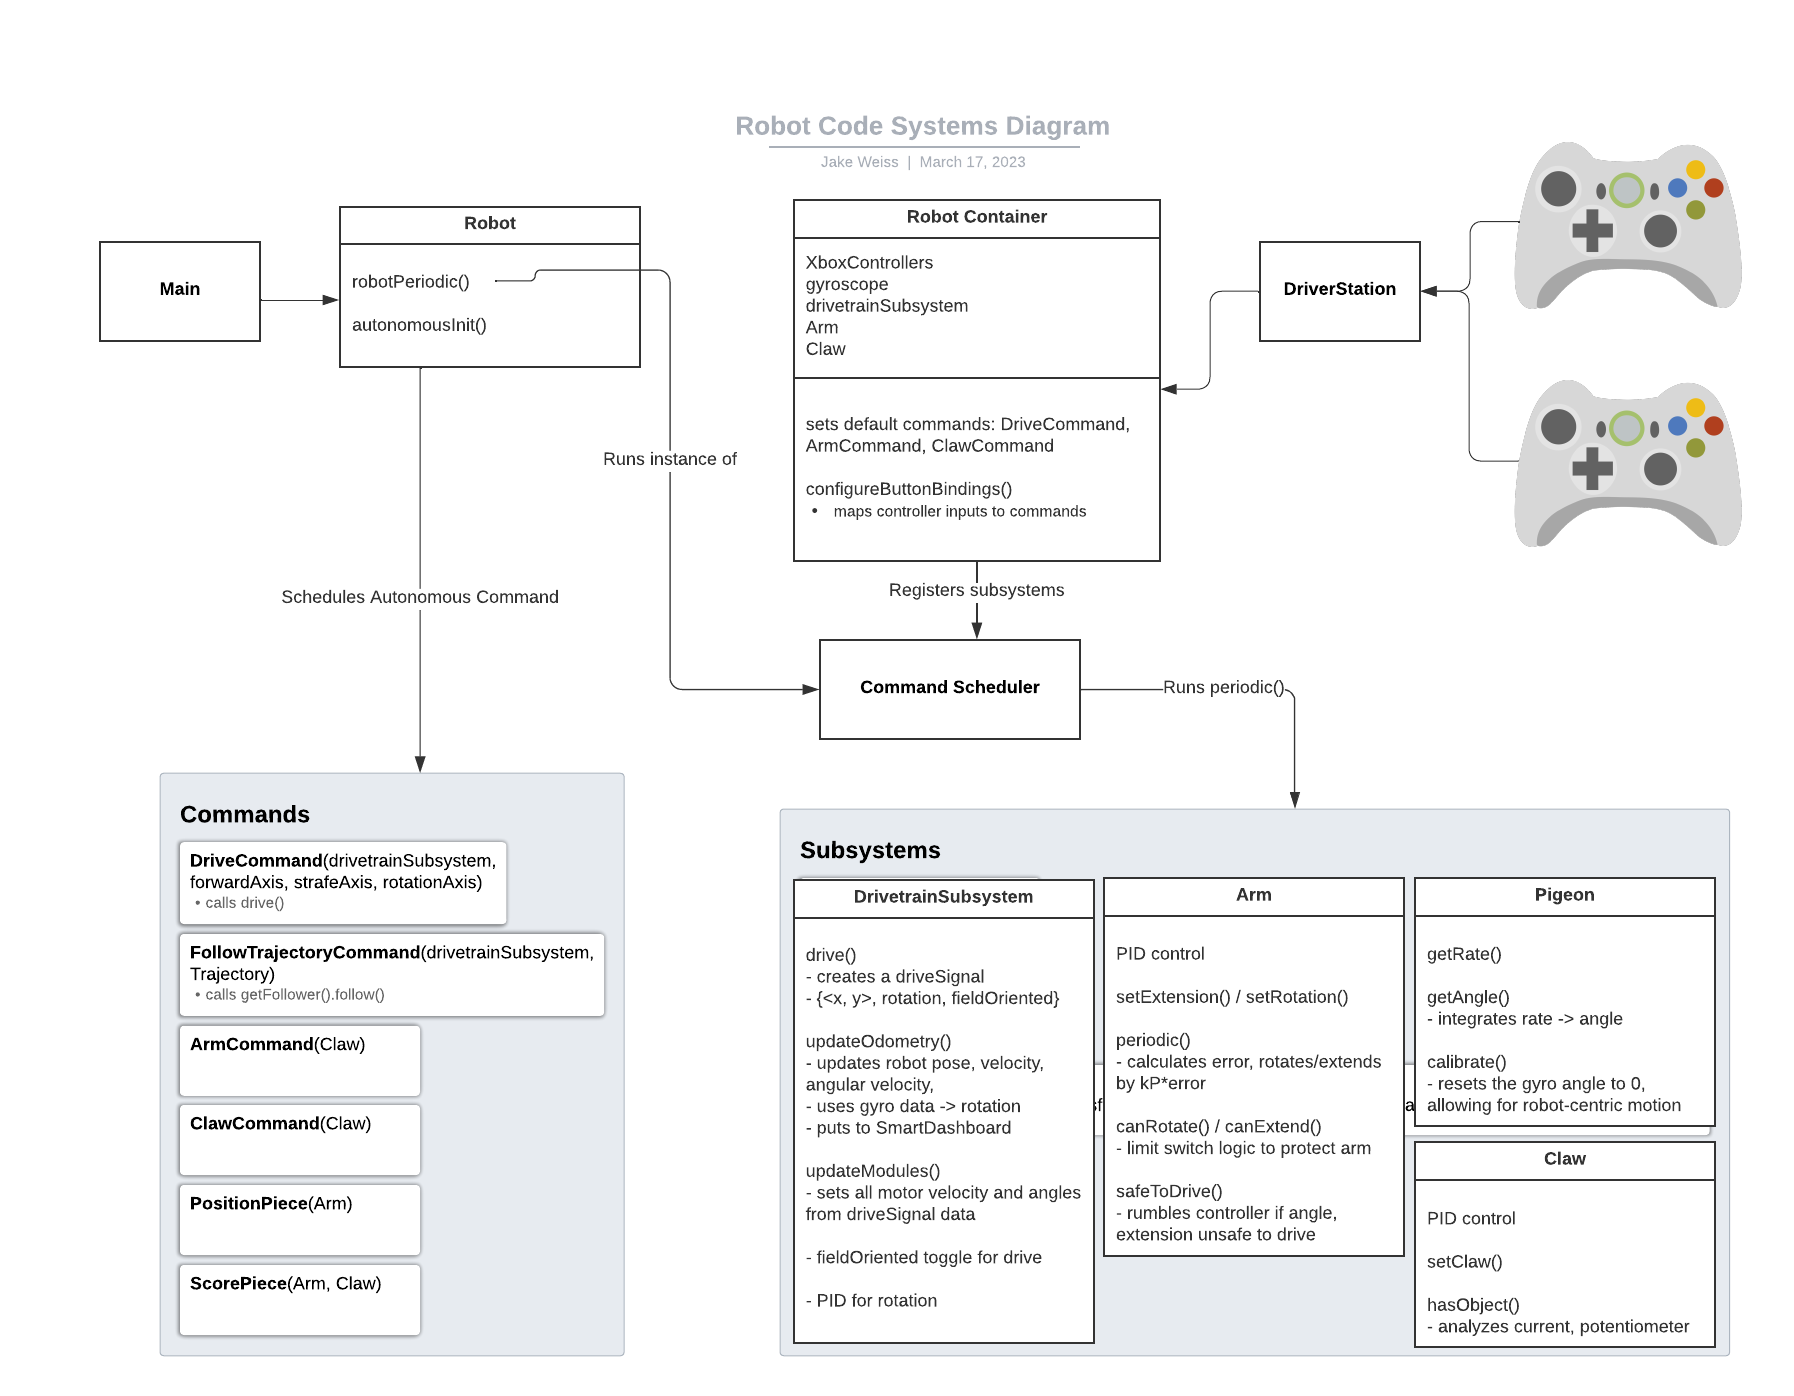 Robot Code Systems Diagram
Jake Weiss | March 17, 2023
Main
Robot
robotPeriodic()
autonomousInit()
Robot Container
XboxControllers
gyroscope
drivetrainSubsystem
Arm
Claw
sets default commands: DriveCommand,
ArmCommand, ClawCommand
configureButtonBindings()
• maps controller inputs to commands
DriverStation
Runs instance of
Schedules Autonomous Command
Registers subsystems
Command Scheduler
Runs periodic()
Commands
DriveCommand(drivetrainSubsystem,
forwardAxis, strafeAxis, rotationAxis)
• calls drive()
FollowTrajectoryCommand(drivetrainSubsystem,
Trajectory)
• calls getFollower().follow()
ArmCommand(Claw)
ClawCommand(Claw)
PositionPiece(Arm)
ScorePiece(Arm, Claw)
Subsystems
DrivetrainSubsystem
drive()
- creates a driveSignal
- {<x, y>, rotation, fieldOriented}
updateOdometry()
- updates robot pose, velocity,
angular velocity,
- uses gyro data -> rotation
- puts to SmartDashboard
updateModules()
- sets all motor velocity and angles
from driveSignal data
- fieldOriented toggle for drive
- PID for rotation
Arm
PID control
setExtension() / setRotation()
periodic()
- calculates error, rotates/extends
by kP*error
canRotate() / canExtend()
- limit switch logic to protect arm
safeToDrive()
- rumbles controller if angle,
extension unsafe to drive
Pigeon
getRate()
getAngle()
- integrates rate -> angle
calibrate()
- resets the gyro angle to 0,
allowing for robot-centric motion
Claw
PID control
setClaw()
hasObject()
- analyzes current, potentiometer